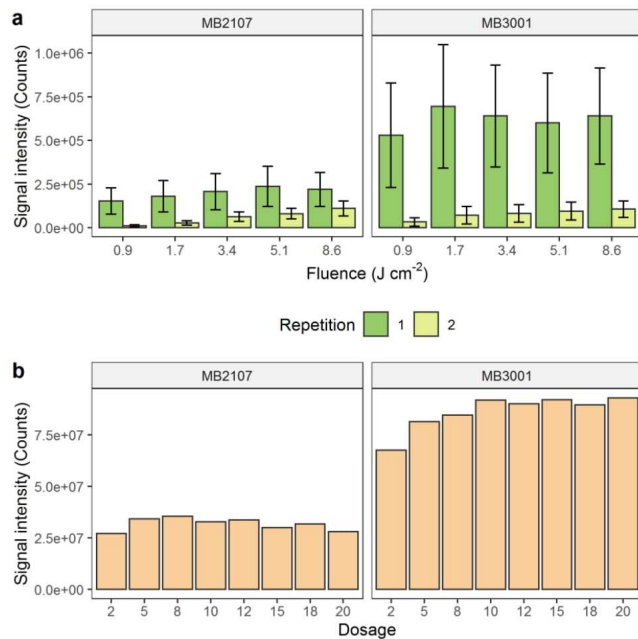 a
MB2107 MB3001
Signal intensity (Counts)
1.0e+06
7.5e+05
5.0e+05
2.5e+05
0.0e+00
0.9 1.7 3.4 5.1 8.6 0.9 1.7 3.4 5.1 8.6
Fluence (J cm⁻²)
Repetition 1 2
b
MB2107 MB3001
Signal intensity (Counts)
7.5e+07
5.0e+07
2.5e+07
0.0e+00
2 5 8 10 12 15 18 20 2 5 8 10 12 15 18 20
Dosage